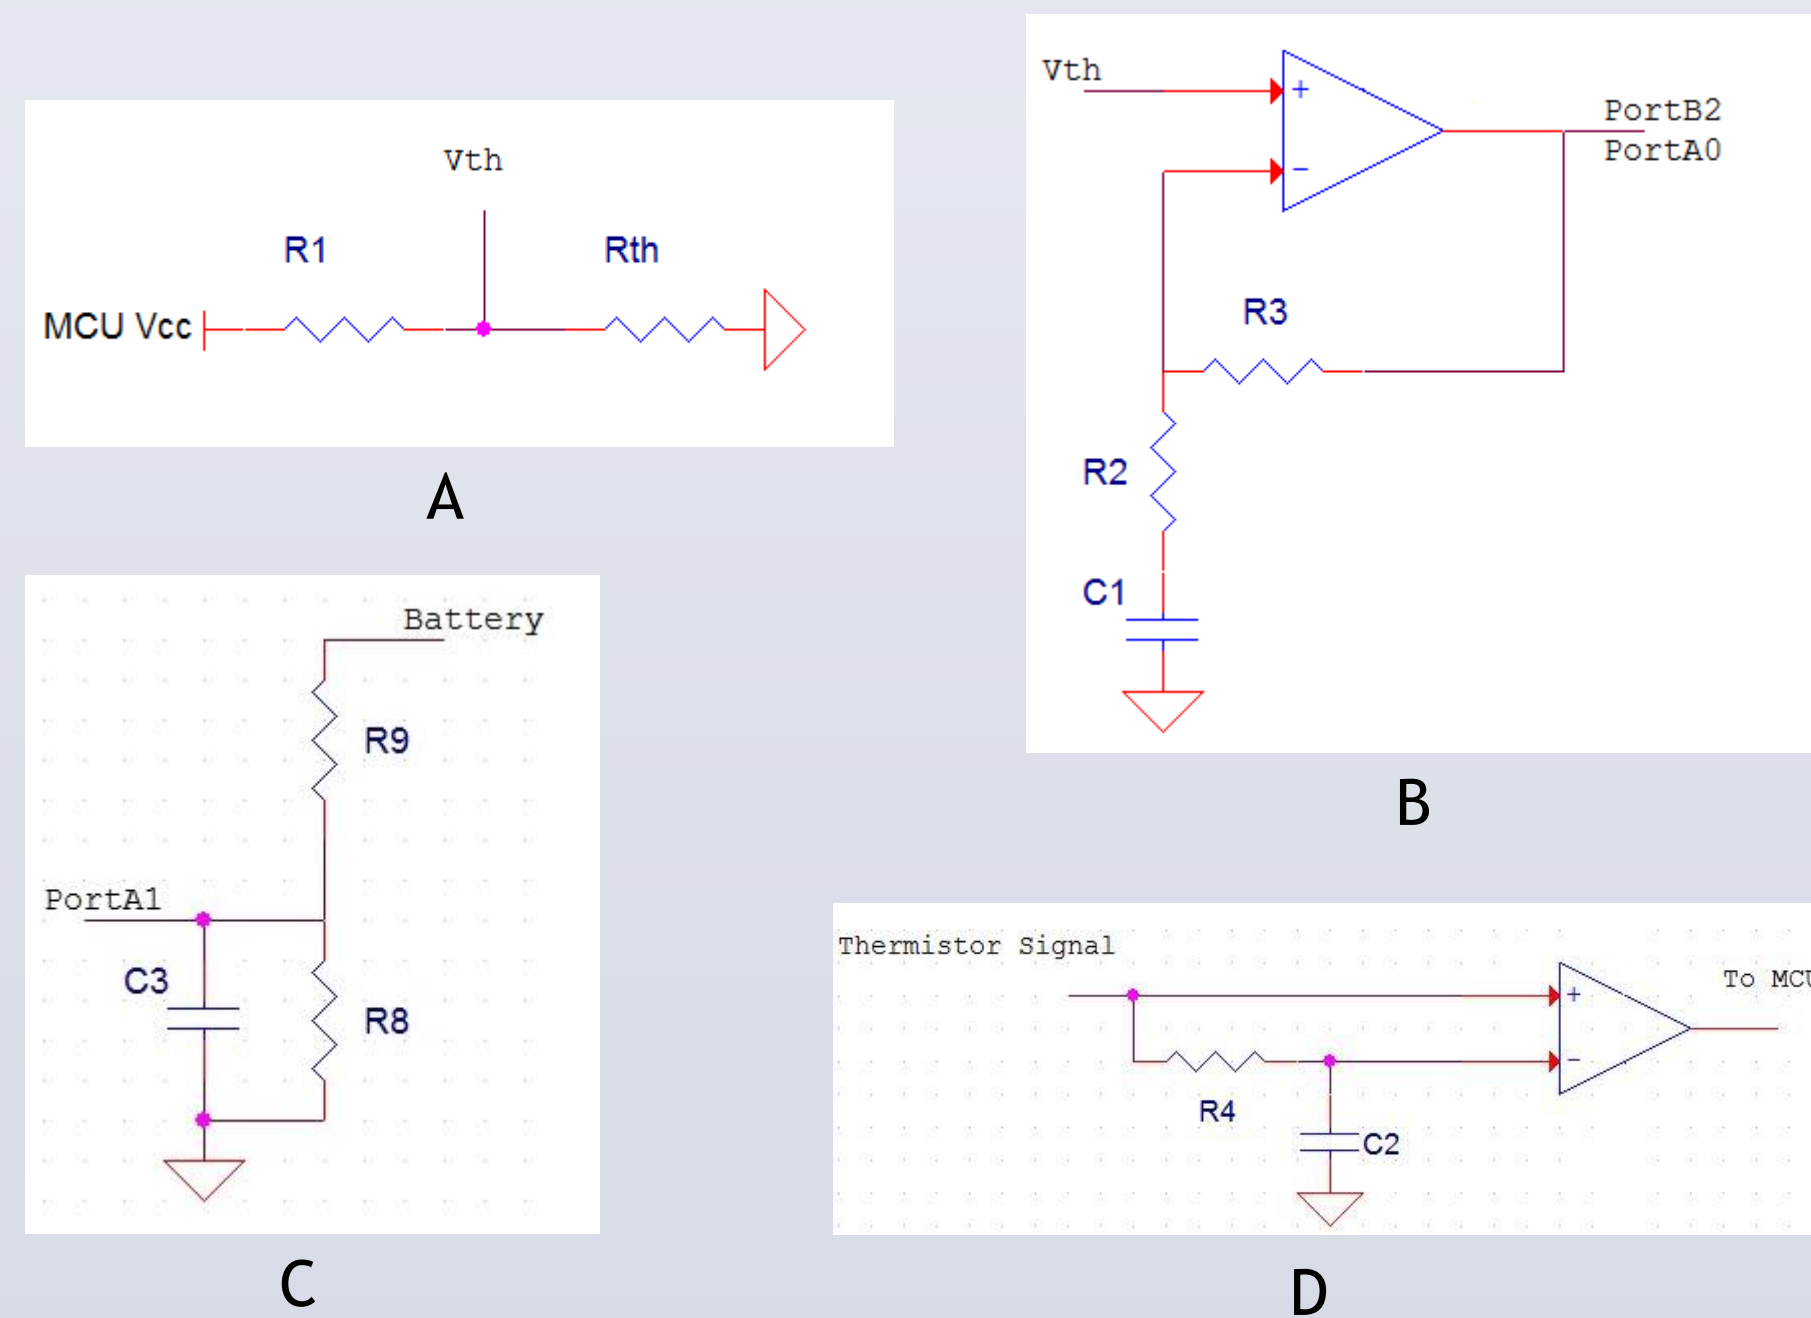 Vth
R1
Rth
MCU Vcc
A
Vth
+
−
PortB2
PortA0
R3
R2
C1
B
Battery
R9
PortA1
C3
R8
C
Thermistor Signal
+
−
To MCU
R4
C2
D